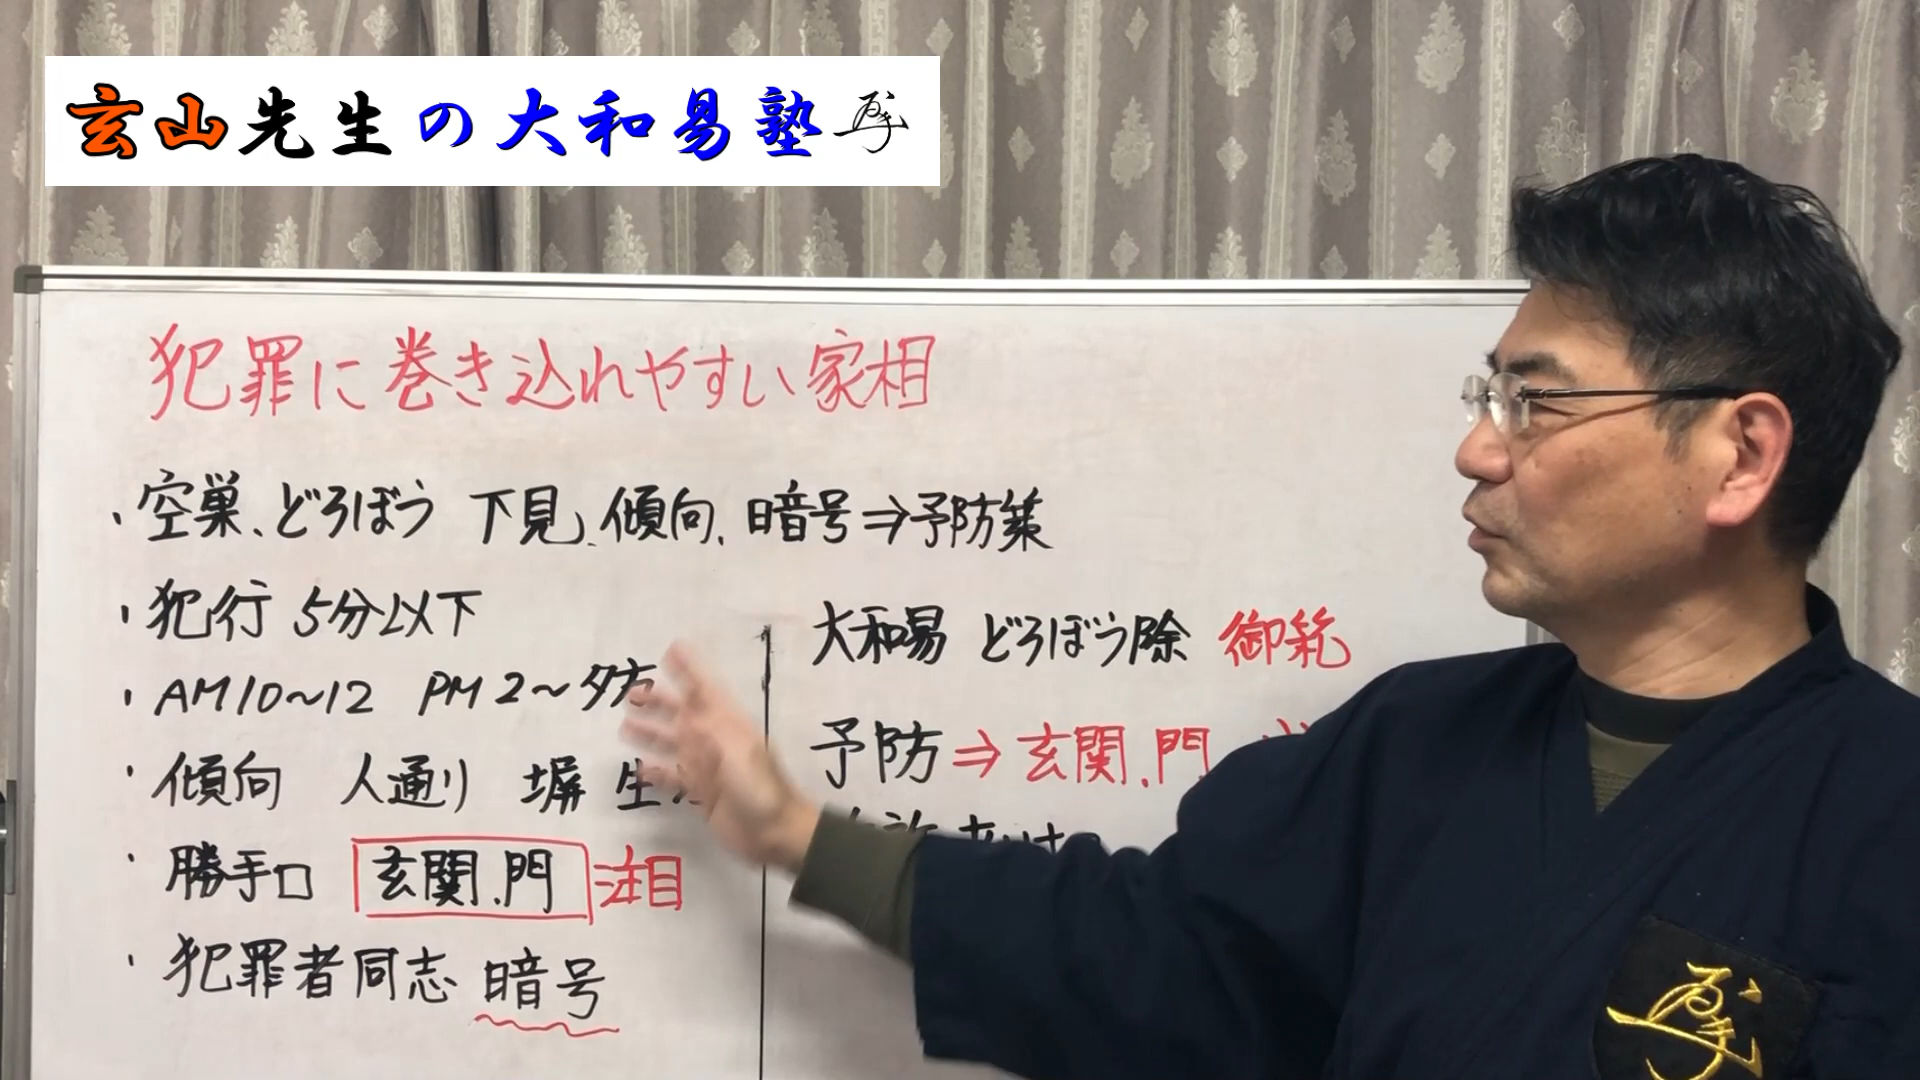 玄山先生の大和易塾
犯罪に巻き込れやすい家相
・空巣、どろぼう 下見、傾向、暗号⇒予防策
・犯行 5分以下
・AM10~12 PM2~夕方
・傾向 人通り 塀 生
・勝手口 玄関、門 注目
・犯罪者同志 暗号
大和易 どろぼう除 御札
予防⇒玄関、門